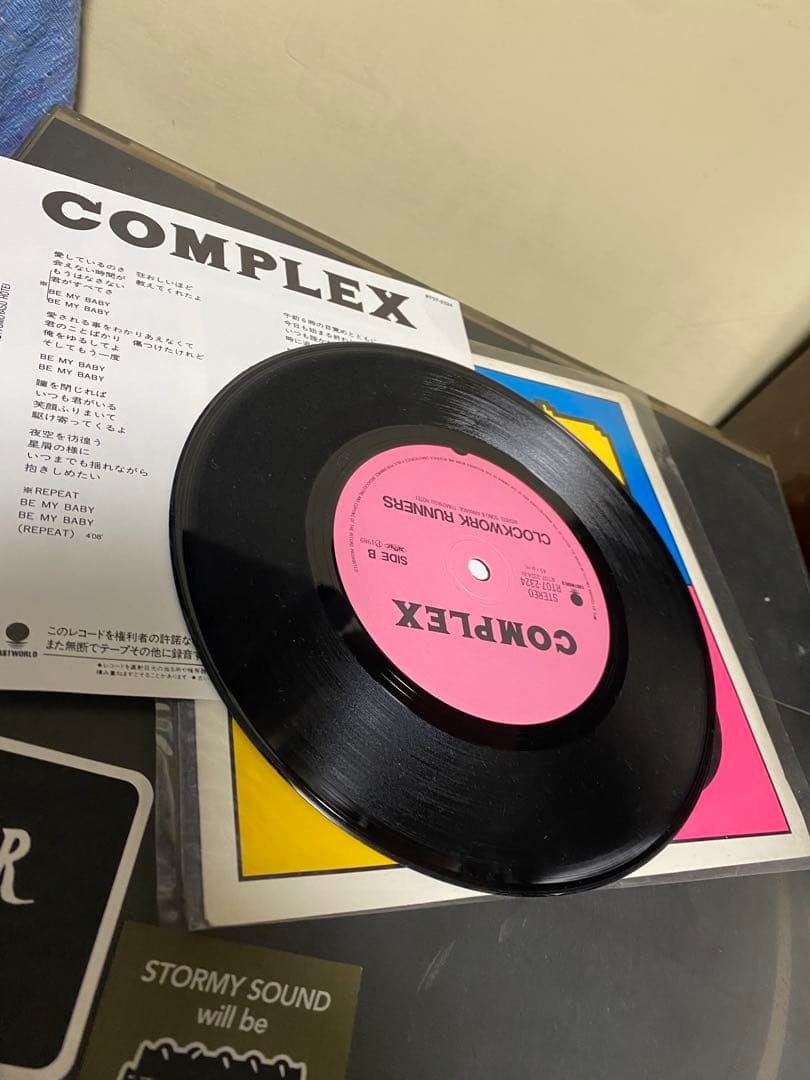 COMPLEX
愛しているのさ 狂おしいほど
会えない時間が 教えてくれたよ
もうはなさない
※君がすべてさ
BE MY BABY
BE MY BABY
愛される事をわかりあえなくて
君のことばかり 傷つけたけれど
俺をゆるしてよ
そしてもう一度
BE MY BABY
BE MY BABY
瞳を閉じれば
いつも君がいる
笑顔ふりまいて
駆け寄ってくるよ
夜空を彷徨う
星屑の様に
いつまでも揺れながら
抱きしめたい
※REPEAT
BE MY BABY
BE MY BABY
(REPEAT) 4'08"
午前6時の目覚めとともに
今日も始まる
いつも誰か
このレコードを権利者の許諾な
また無断でテープその他に録音
EASTWORLD
COMPLEX
STEREO
RT07-2324
45r.p.m.
SIDE B
℗1989
CLOCKWORK RUNNERS
R
STORMY SOUND
will be